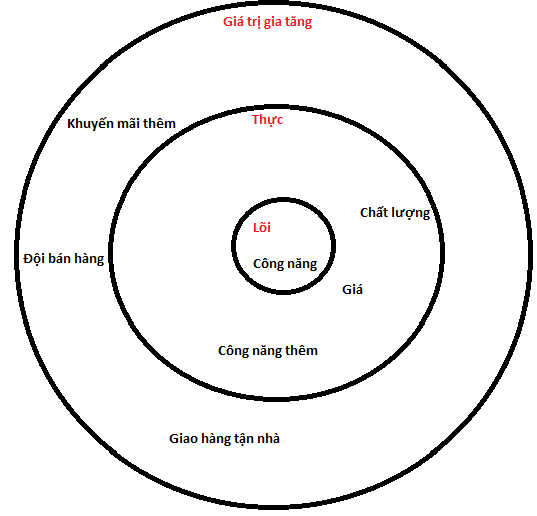 Giá trị gia tăng
Khuyến mãi thêm
Thực
Chất lượng
Lõi
Đội bán hàng
Công năng
Giá
Công năng thêm
Giao hàng tận nhà